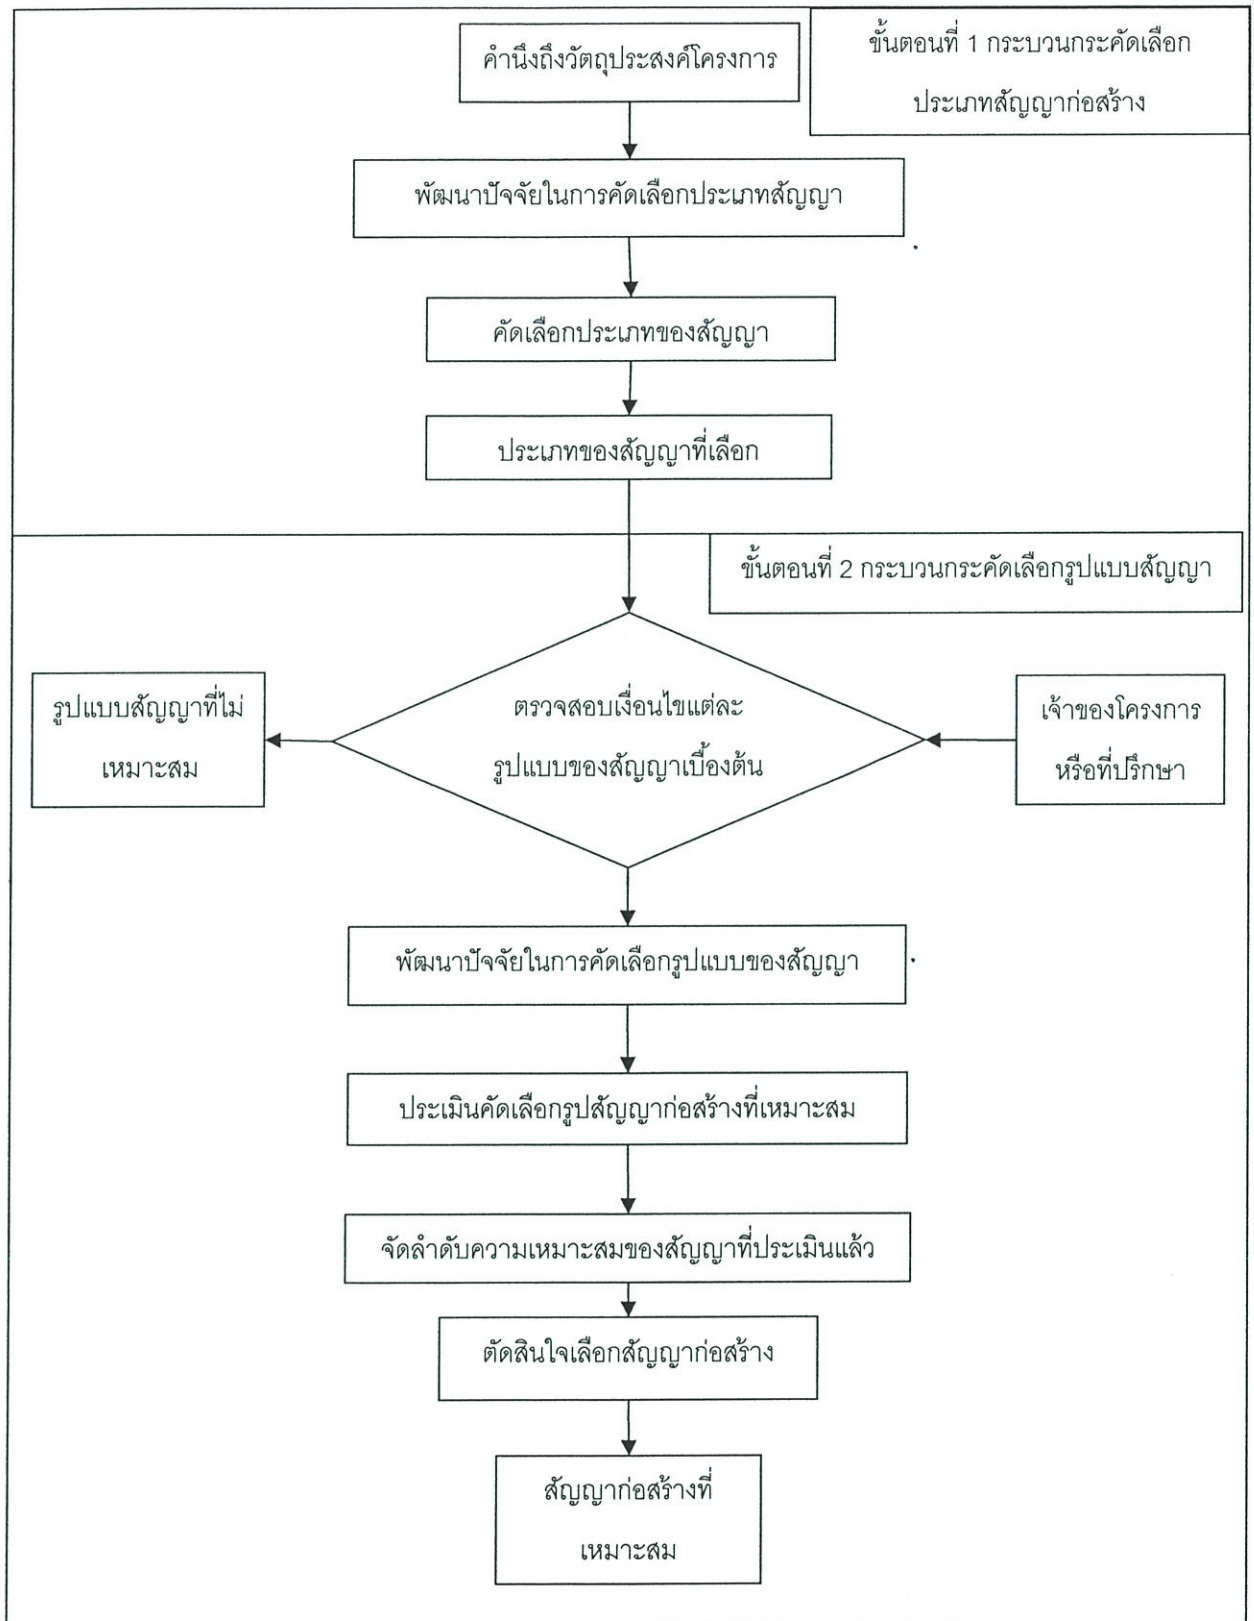 คำนึงถึงวัตถุประสงค์โครงการ
ขั้นตอนที่ 1 กระบวนกระคัดเลือก
ประเภทสัญญาก่อสร้าง
พัฒนาปัจจัยในการคัดเลือกประเภทสัญญา
คัดเลือกประเภทของสัญญา
ประเภทของสัญญาที่เลือก
ขั้นตอนที่ 2 กระบวนกระคัดเลือกรูปแบบสัญญา
รูปแบบสัญญาที่ไม่
เหมาะสม
ตรวจสอบเงื่อนไขแต่ละ
รูปแบบของสัญญาเบื้องต้น
เจ้าของโครงการ
หรือที่ปรึกษา
พัฒนาปัจจัยในการคัดเลือกรูปแบบของสัญญา
ประเมินคัดเลือกรูปสัญญาก่อสร้างที่เหมาะสม
จัดลำดับความเหมาะสมของสัญญาที่ประเมินแล้ว
ตัดสินใจเลือกสัญญาก่อสร้าง
สัญญาก่อสร้างที่
เหมาะสม